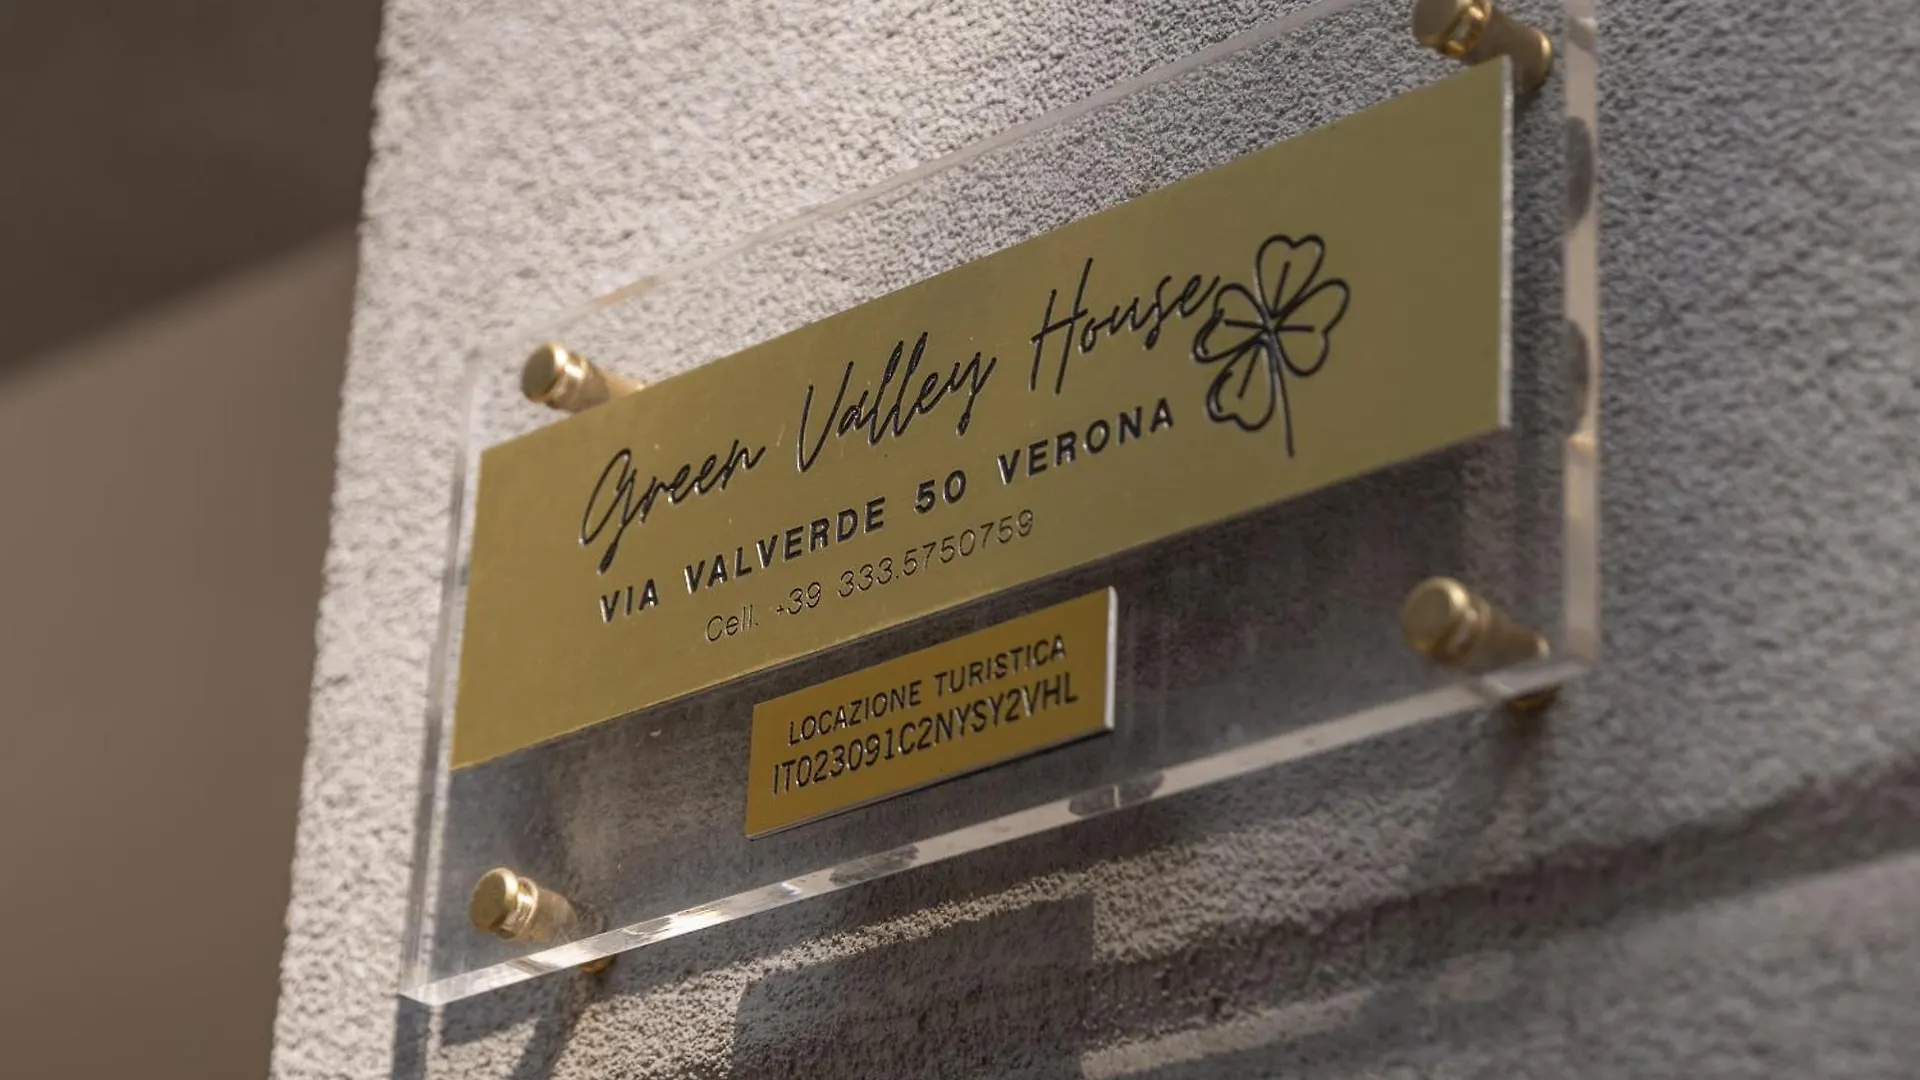 Green Valley House
VIA VALVERDE 50 VERONA
Cell. +39 333.5750759
LOCAZIONE TURISTICA
IT023091C2NYSY2VHL